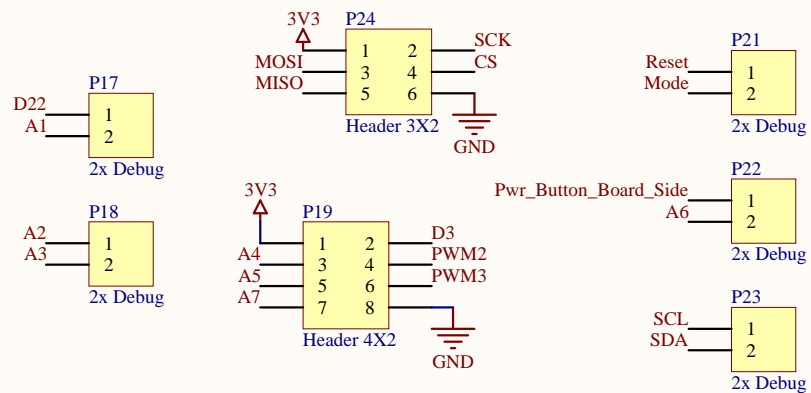 3V3
P24
MOSI 1 2 SCK
MISO 3 4 CS
5 6
Header 3X2
GND
P17
D22 1
A1 2
2x Debug
P21
Reset 1
Mode 2
2x Debug
P18
A2 1
A3 2
2x Debug
3V3
P19
1 2 D3
A4 3 4 PWM2
A5 5 6 PWM3
A7 7 8
Header 4X2
GND
P22
Pwr_Button_Board_Side 1
A6 2
2x Debug
P23
SCL 1
SDA 2
2x Debug